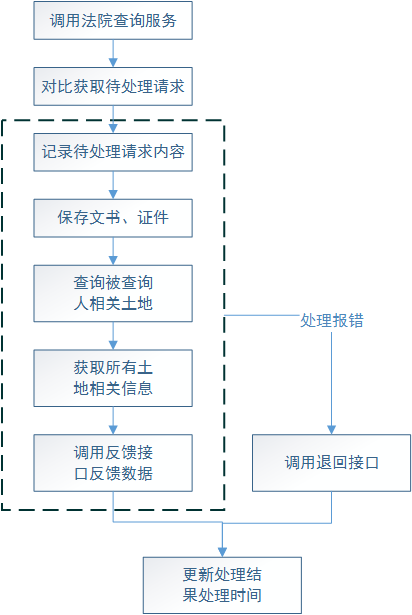 调用法院查询服务
对比获取待处理请求
记录待处理请求内容
保存文书、证件
查询被查询
人相关土地
处理报错
获取所有土
地相关信息
调用反馈接
口反馈数据
调用退回接口
更新处理结
果处理时间